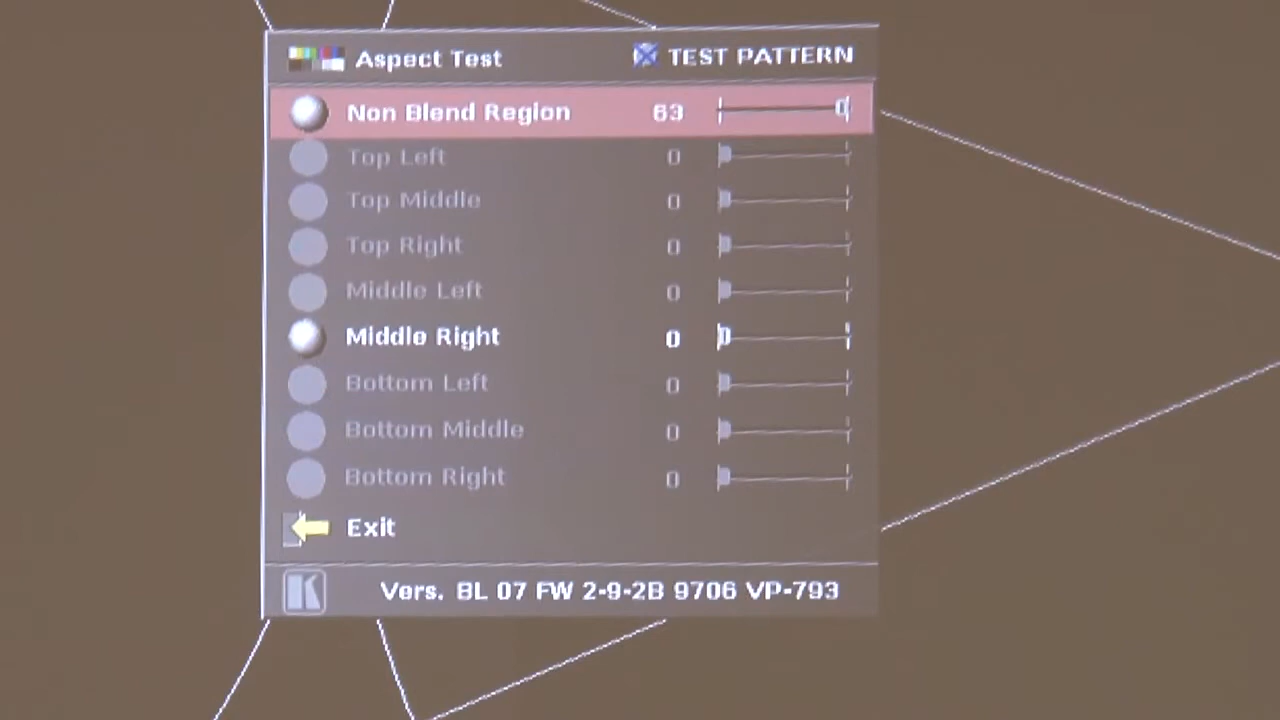 Aspect Test TEST PATTERN
Non Blend Region 63
Top Left 0
Top Middle 0
Top Right 0
Middle Left 0
Middle Right 0
Bottom Left 0
Bottom Middle 0
Bottom Right 0
Exit
K Vers. BL 07 FW 2-9-2B 9706 VP-793